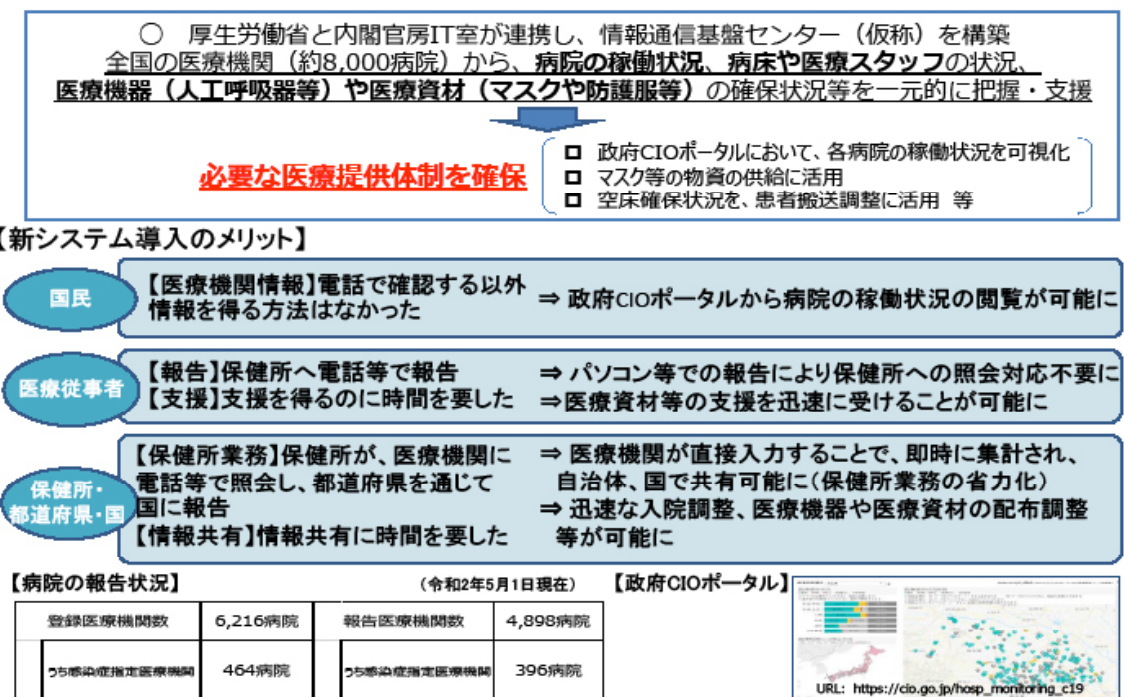 ○ 厚生労働省と内閣官房IT室が連携し、情報通信基盤センター（仮称）を構築
全国の医療機関（約8,000病院）から、病院の稼働状況、病床や医療スタッフの状況、
医療機器（人工呼吸器等）や医療資材（マスクや防護服等）の確保状況等を一元的に把握・支援
必要な医療提供体制を確保
政府CIOポータルにおいて、各病院の稼働状況を可視化
マスク等の物資の供給に活用
空床確保状況を、患者搬送調整に活用 等
【新システム導入のメリット】
国民
【医療機関情報】電話で確認する以外
情報を得る方法はなかった
⇒ 政府CIOポータルから病院の稼働状況の閲覧が可能に
医療従事者
【報告】保健所へ電話等で報告
【支援】支援を得るのに時間を要した
⇒ パソコン等での報告により保健所への照会対応不要に
⇒医療資材等の支援を迅速に受けることが可能に
保健所・
都道府県・国
【保健所業務】保健所が、医療機関に
電話等で照会し、都道府県を通じて
国に報告
【情報共有】情報共有に時間を要した
⇒ 医療機関が直接入力することで、即時に集計され、
自治体、国で共有可能に（保健所業務の省力化）
⇒ 迅速な入院調整、医療機器や医療資材の配布調整
等が可能に
【病院の報告状況】
（令和2年5月1日現在）
登録医療機関数 6,216病院 報告医療機関数 4,898病院
うち感染症指定医療機関 464病院 うち感染症指定医療機関 396病院
【政府CIOポータル】
URL: https://cio.go.jp/hosp_monitoring_c19